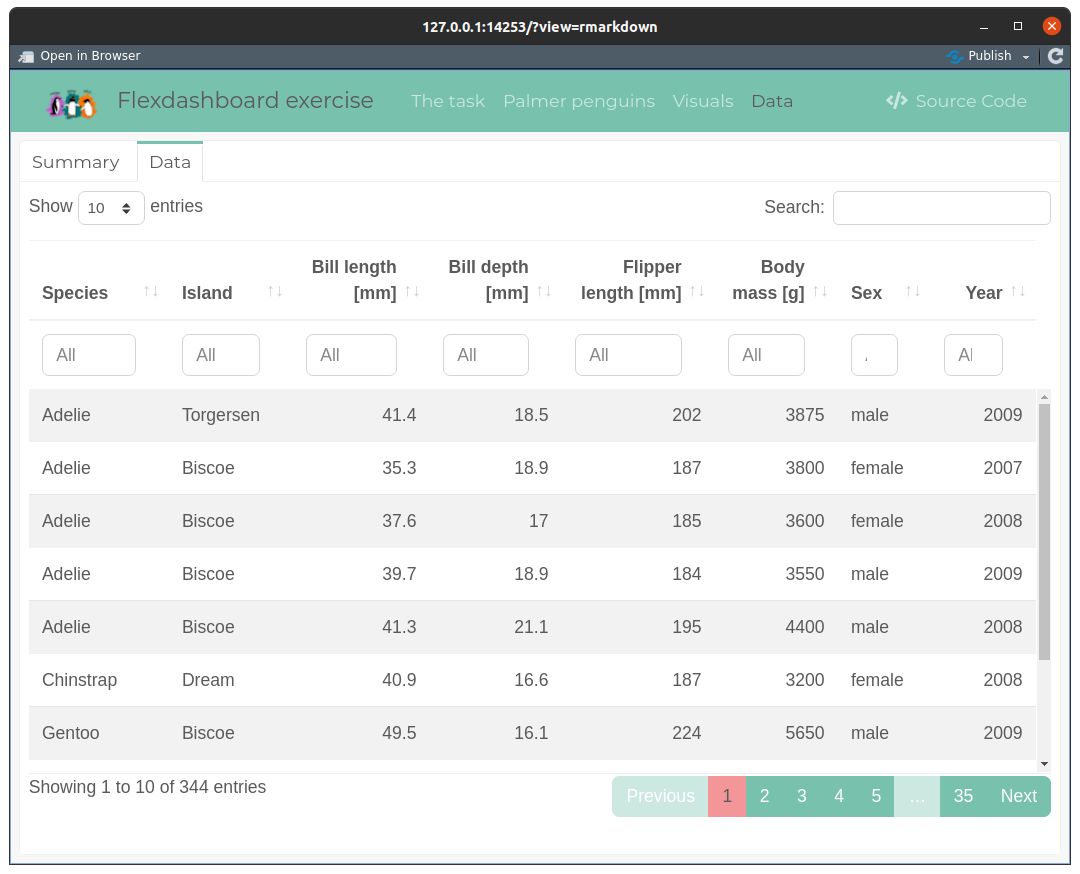 127.0.0.1:14253/?view=rmarkdown
Open in Browser Publish
Flexdashboard exercise The task Palmer penguins Visuals Data </> Source Code
Summary Data
Show 10 entries Search:
Bill length Bill depth Flipper Body
Species Island [mm] [mm] length [mm] mass [g] Sex Year
All All All All All All
Adelie Torgersen 41.4 18.5 202 3875 male 2009
Adelie Biscoe 35.3 18.9 187 3800 female 2007
Adelie Biscoe 37.6 17 185 3600 female 2008
Adelie Biscoe 39.7 18.9 184 3550 male 2009
Adelie Biscoe 41.3 21.1 195 4400 male 2008
Chinstrap Dream 40.9 16.6 187 3200 female 2008
Gentoo Biscoe 49.5 16.1 224 5650 male 2009
Showing 1 to 10 of 344 entries Previous 1 2 3 4 5 … 35 Next